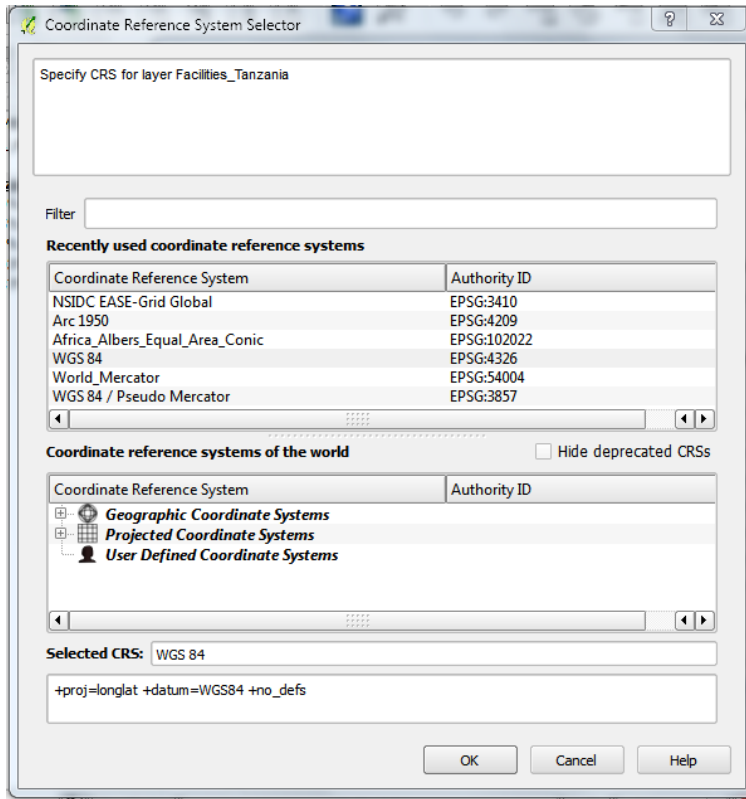 Coordinate Reference System Selector
Specify CRS for layer Facilities_Tanzania
Filter
Recently used coordinate reference systems
Coordinate Reference System Authority ID
NSIDC EASE-Grid Global EPSG:3410
Arc 1950 EPSG:4209
Africa_Albers_Equal_Area_Conic EPSG:102022
WGS 84 EPSG:4326
World_Mercator EPSG:54004
WGS 84 / Pseudo Mercator EPSG:3857
Coordinate reference systems of the world Hide deprecated CRSs
Coordinate Reference System Authority ID
Geographic Coordinate Systems
Projected Coordinate Systems
User Defined Coordinate Systems
Selected CRS: WGS 84
+proj=longlat +datum=WGS84 +no_defs
OK Cancel Help